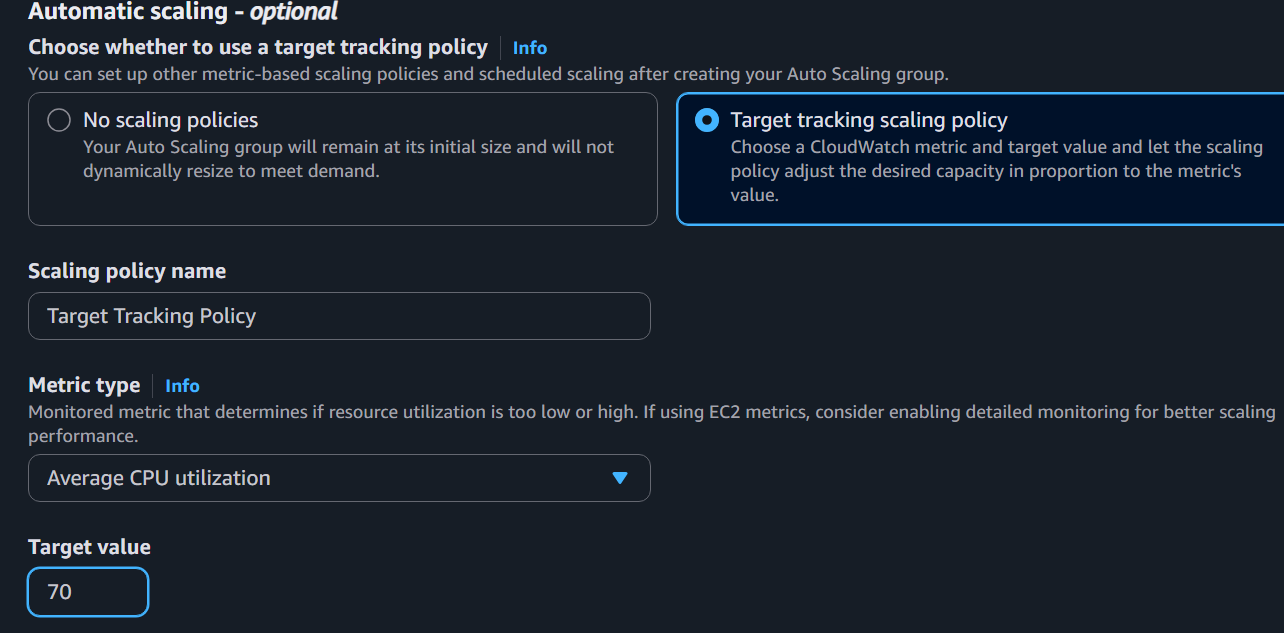 Automatic scaling - optional
Choose whether to use a target tracking policy Info
You can set up other metric-based scaling policies and scheduled scaling after creating your Auto Scaling group.
No scaling policies
Your Auto Scaling group will remain at its initial size and will not
dynamically resize to meet demand.
Target tracking scaling policy
Choose a CloudWatch metric and target value and let the scaling
policy adjust the desired capacity in proportion to the metric's
value.
Scaling policy name
Target Tracking Policy
Metric type Info
Monitored metric that determines if resource utilization is too low or high. If using EC2 metrics, consider enabling detailed monitoring for better scaling
performance.
Average CPU utilization
Target value
70